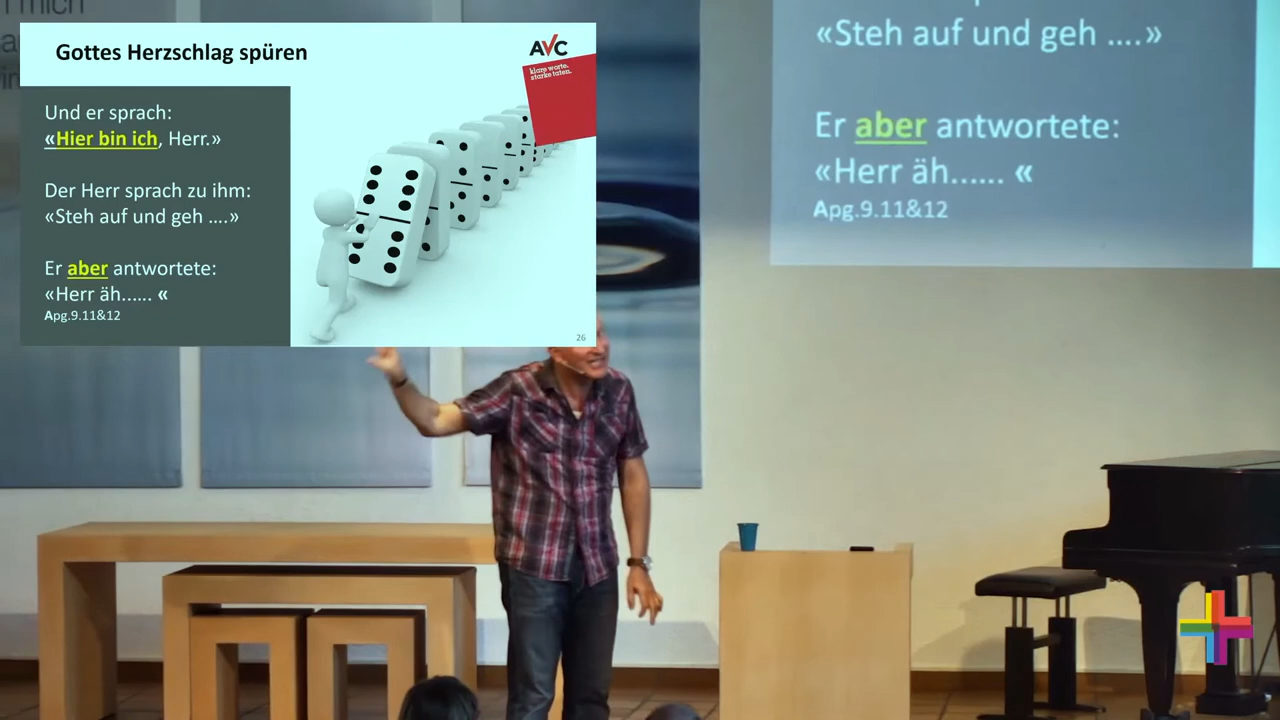 mich
Gottes Herzschlag spüren
AVC
klare worte.
starke taten.
Und er sprach:
«Hier bin ich, Herr.»
Der Herr sprach zu ihm:
«Steh auf und geh ....»
Er aber antwortete:
«Herr äh...... «
Apg.9.11&12
26
«Steh auf und geh ....»
Er aber antwortete:
«Herr äh...... «
Apg.9.11&12